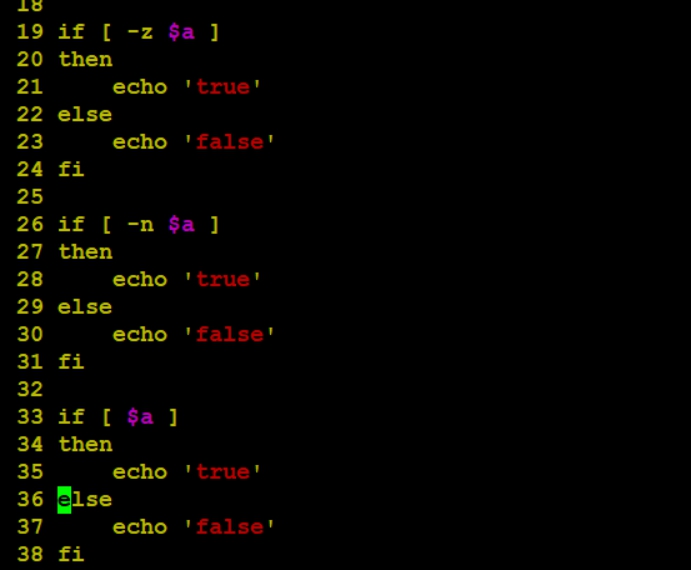 18
19 if [ -z $a ]
20 then
21     echo 'true'
22 else
23     echo 'false'
24 fi
25
26 if [ -n $a ]
27 then
28     echo 'true'
29 else
30     echo 'false'
31 fi
32
33 if [ $a ]
34 then
35     echo 'true'
36 else
37     echo 'false'
38 fi